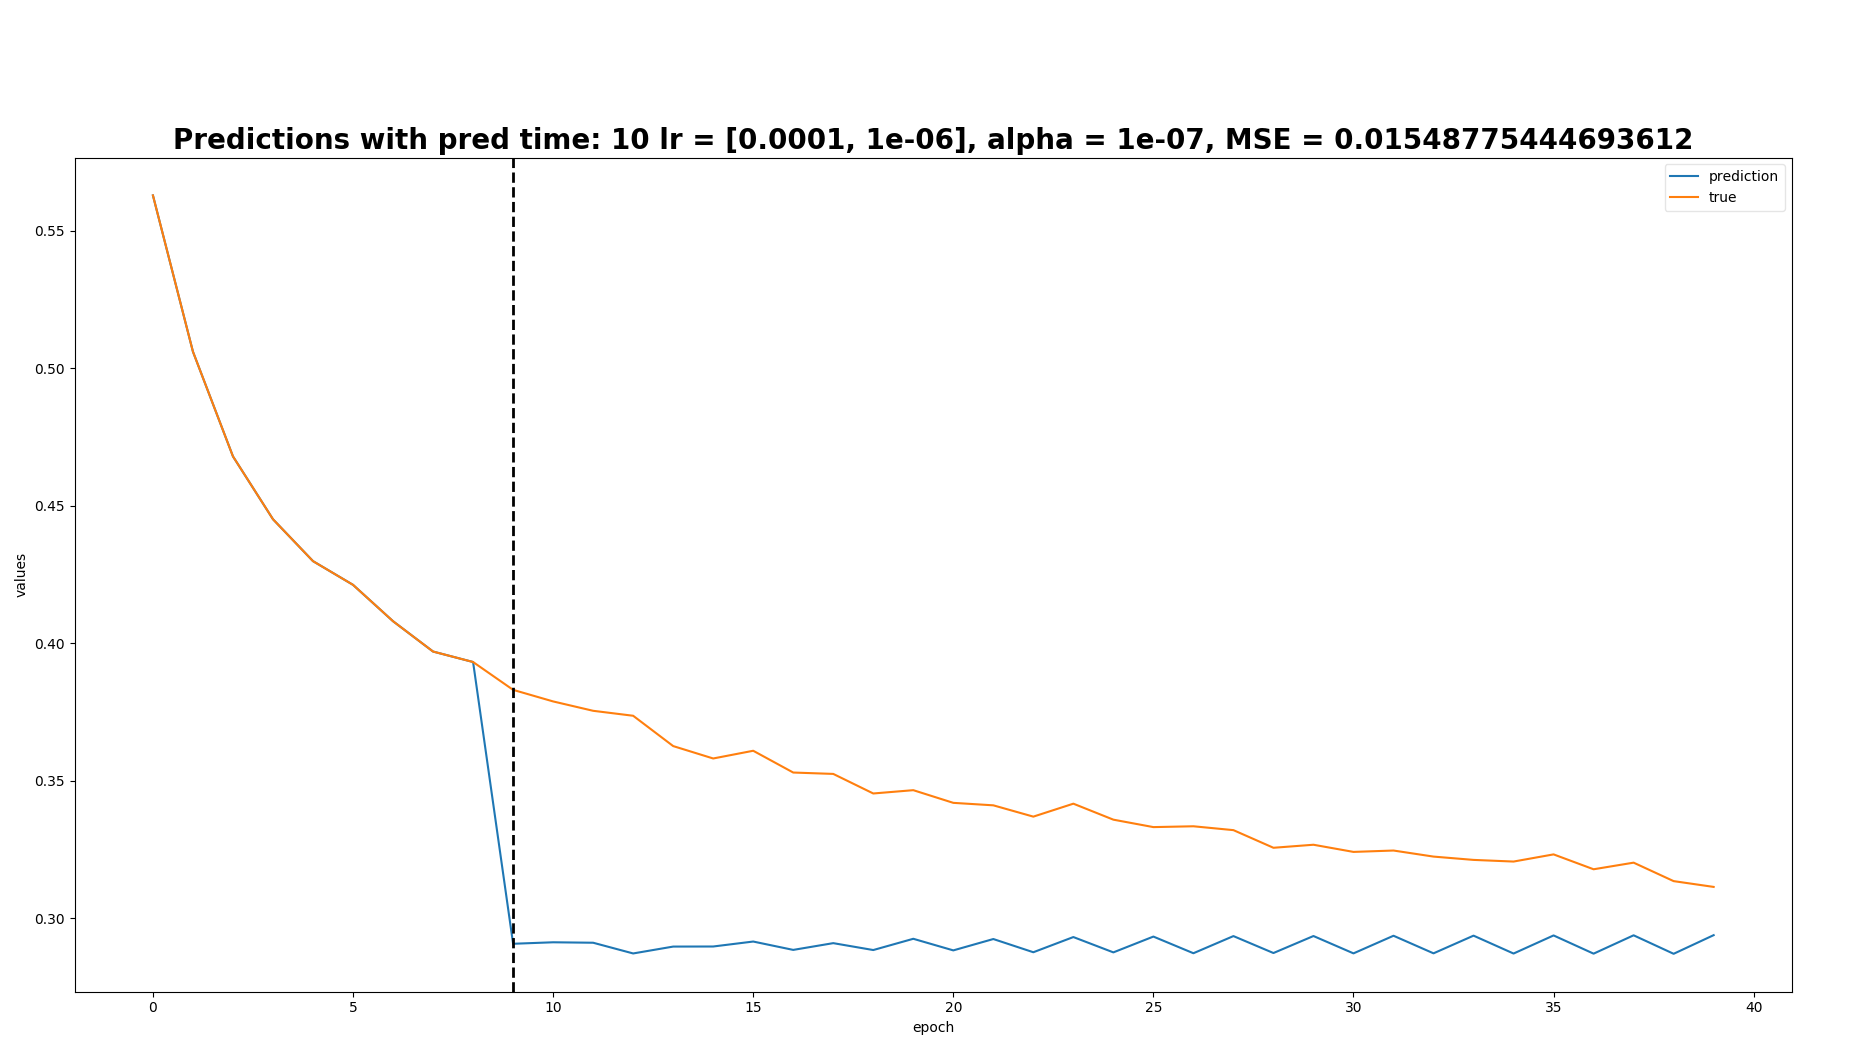 Predictions with pred time: 10 lr = [0.0001, 1e-06], alpha = 1e-07, MSE = 0.01548775444693612
prediction
true
0.55
0.50
0.45
0.40
0.35
0.30
values
0 5 10 15 20 25 30 35 40
epoch